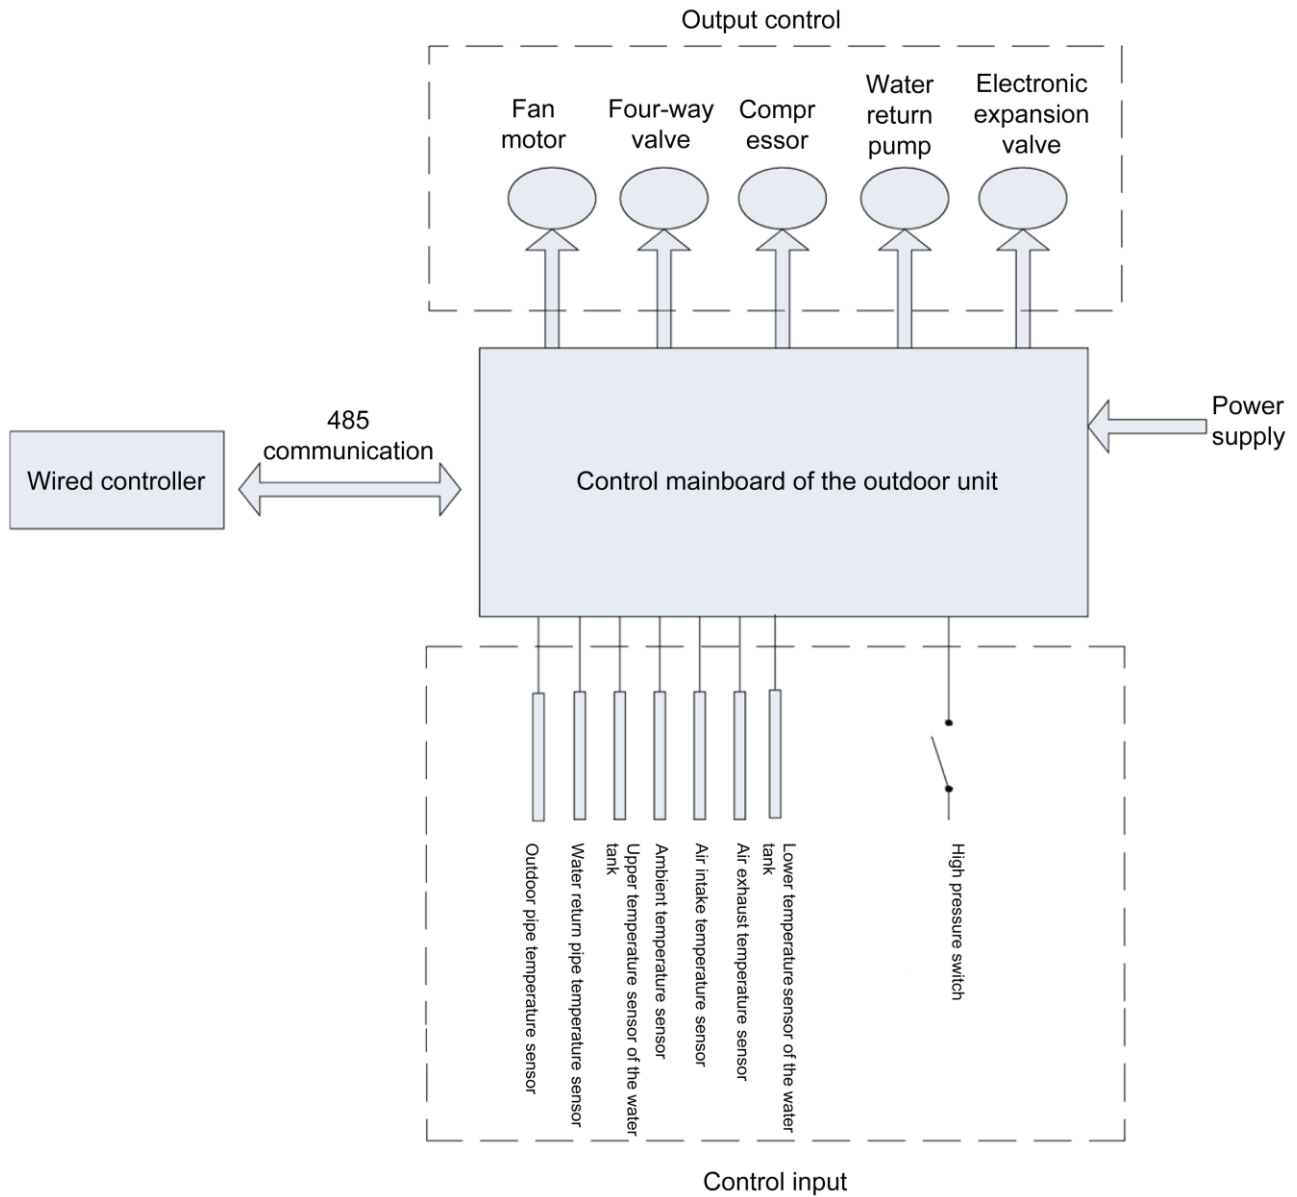 Output control
Fan
motor
Four-way
valve
Compr
essor
Water
return
pump
Electronic
expansion
valve
485
communication
Power
supply
Wired controller
Control mainboard of the outdoor unit
Outdoor pipe temperature sensor
Water return pipe temperature sensor
Upper temperature sensor of the water
tank
Ambient temperature sensor
Air intake temperature sensor
Air exhaust temperature sensor
Lower temperature sensor of the water
tank
High pressure switch
Control input